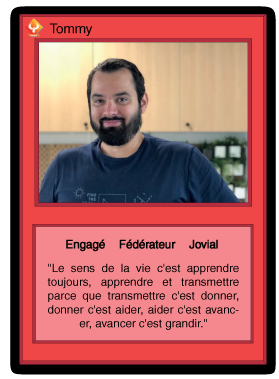 Tommy
Engagé Fédérateur Jovial
"Le sens de la vie c'est apprendre
toujours, apprendre et transmettre
parce que transmettre c'est donner,
donner c'est aider, aider c'est avanc-
er, avancer c'est grandir."